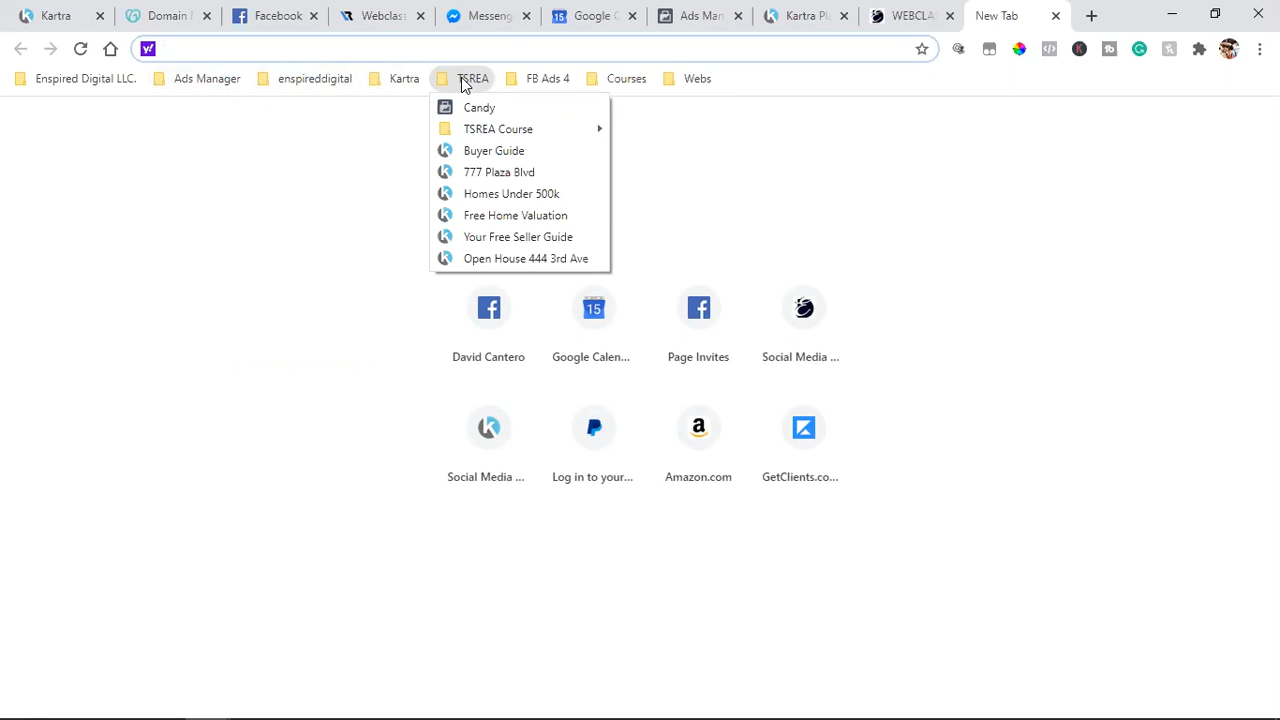 Kartra
Domain
Facebook
Webclass
Messeng
Google C
Ads Man
Kartra Pl
WEBCLA
New Tab
y!
Enspired Digital LLC.
Ads Manager
enspireddigital
Kartra
TSREA
FB Ads 4
Courses
Webs
Candy
TSREA Course
Buyer Guide
777 Plaza Blvd
Homes Under 500k
Free Home Valuation
Your Free Seller Guide
Open House 444 3rd Ave
15
David Cantero
Google Calen...
Page Invites
Social Media ...
Social Media ...
Log in to your...
Amazon.com
GetClients.co...